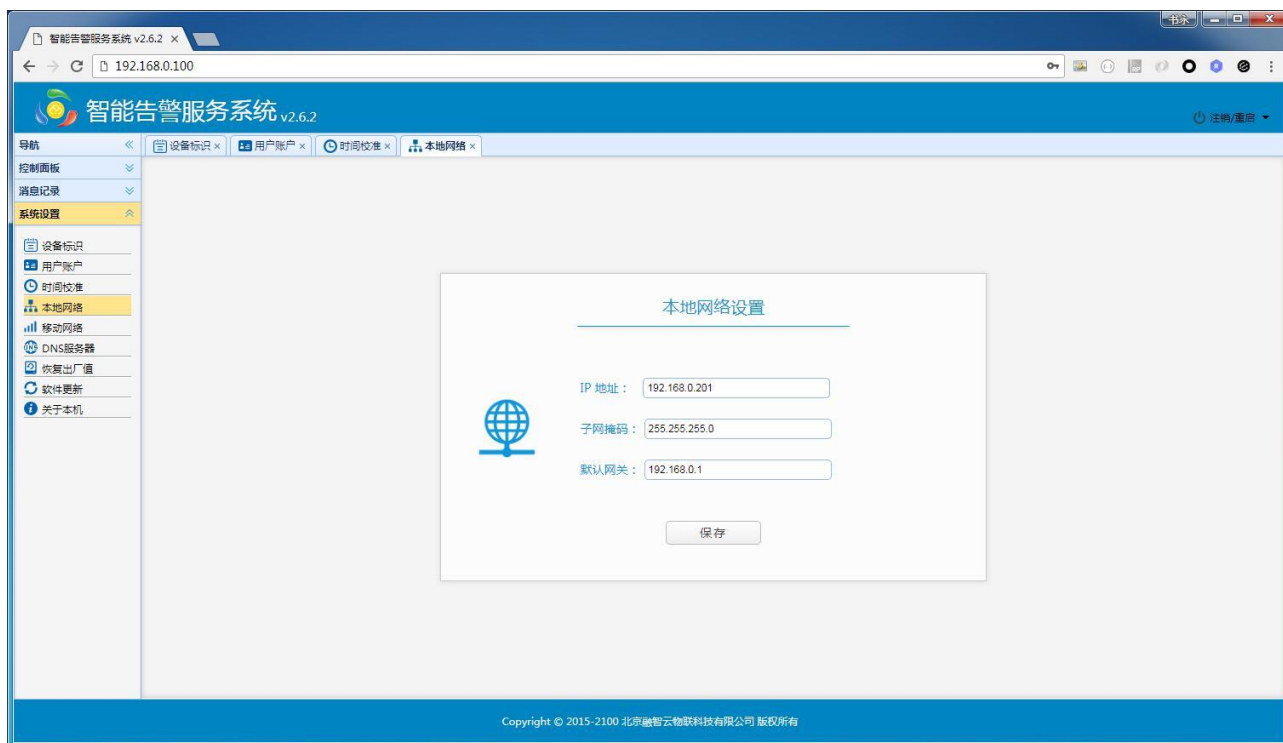 书永
智能告警服务系统 v2.6.2
192.168.0.100
智能告警服务系统 v2.6.2
注销/重启
导航
设备标识
用户账户
时间校准
本地网络
控制面板
消息记录
系统设置
设备标识
用户账户
时间校准
本地网络
移动网络
DNS服务器
恢复出厂值
软件更新
关于本机
本地网络设置
IP 地址： 192.168.0.201
子网掩码： 255.255.255.0
默认网关： 192.168.0.1
保存
Copyright © 2015-2100 北京融智云物联科技有限公司 版权所有